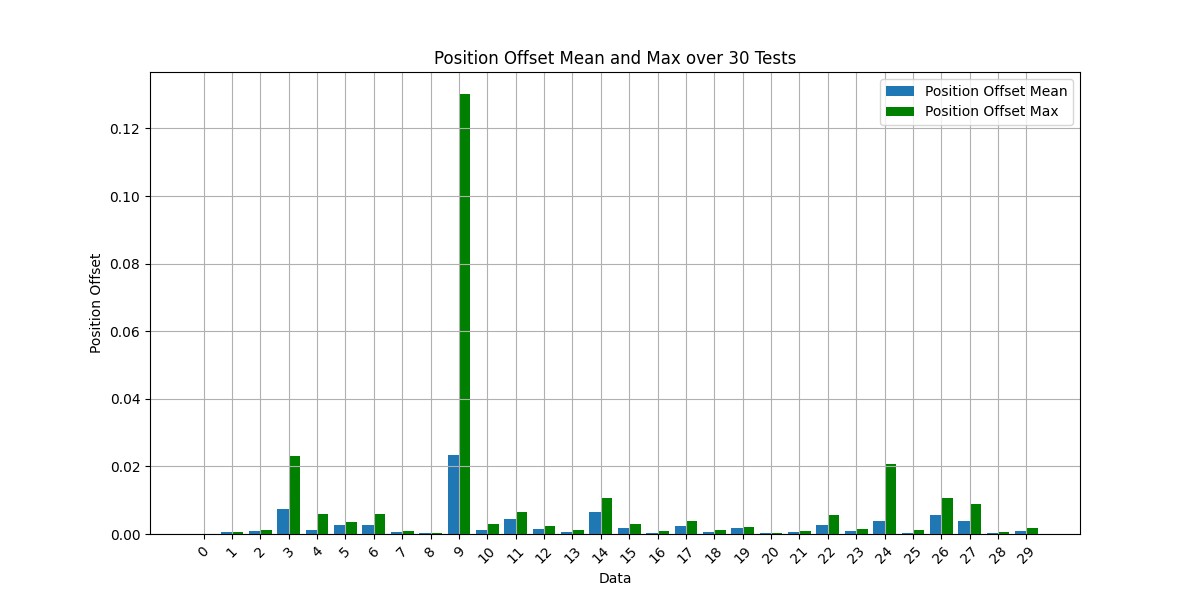 Position Offset Mean and Max over 30 Tests
Position Offset Mean
Position Offset Max
Position Offset
0.12
0.10
0.08
0.06
0.04
0.02
0.00
0 1 2 3 4 5 6 7 8 9 10 11 12 13 14 15 16 17 18 19 20 21 22 23 24 25 26 27 28 29
Data